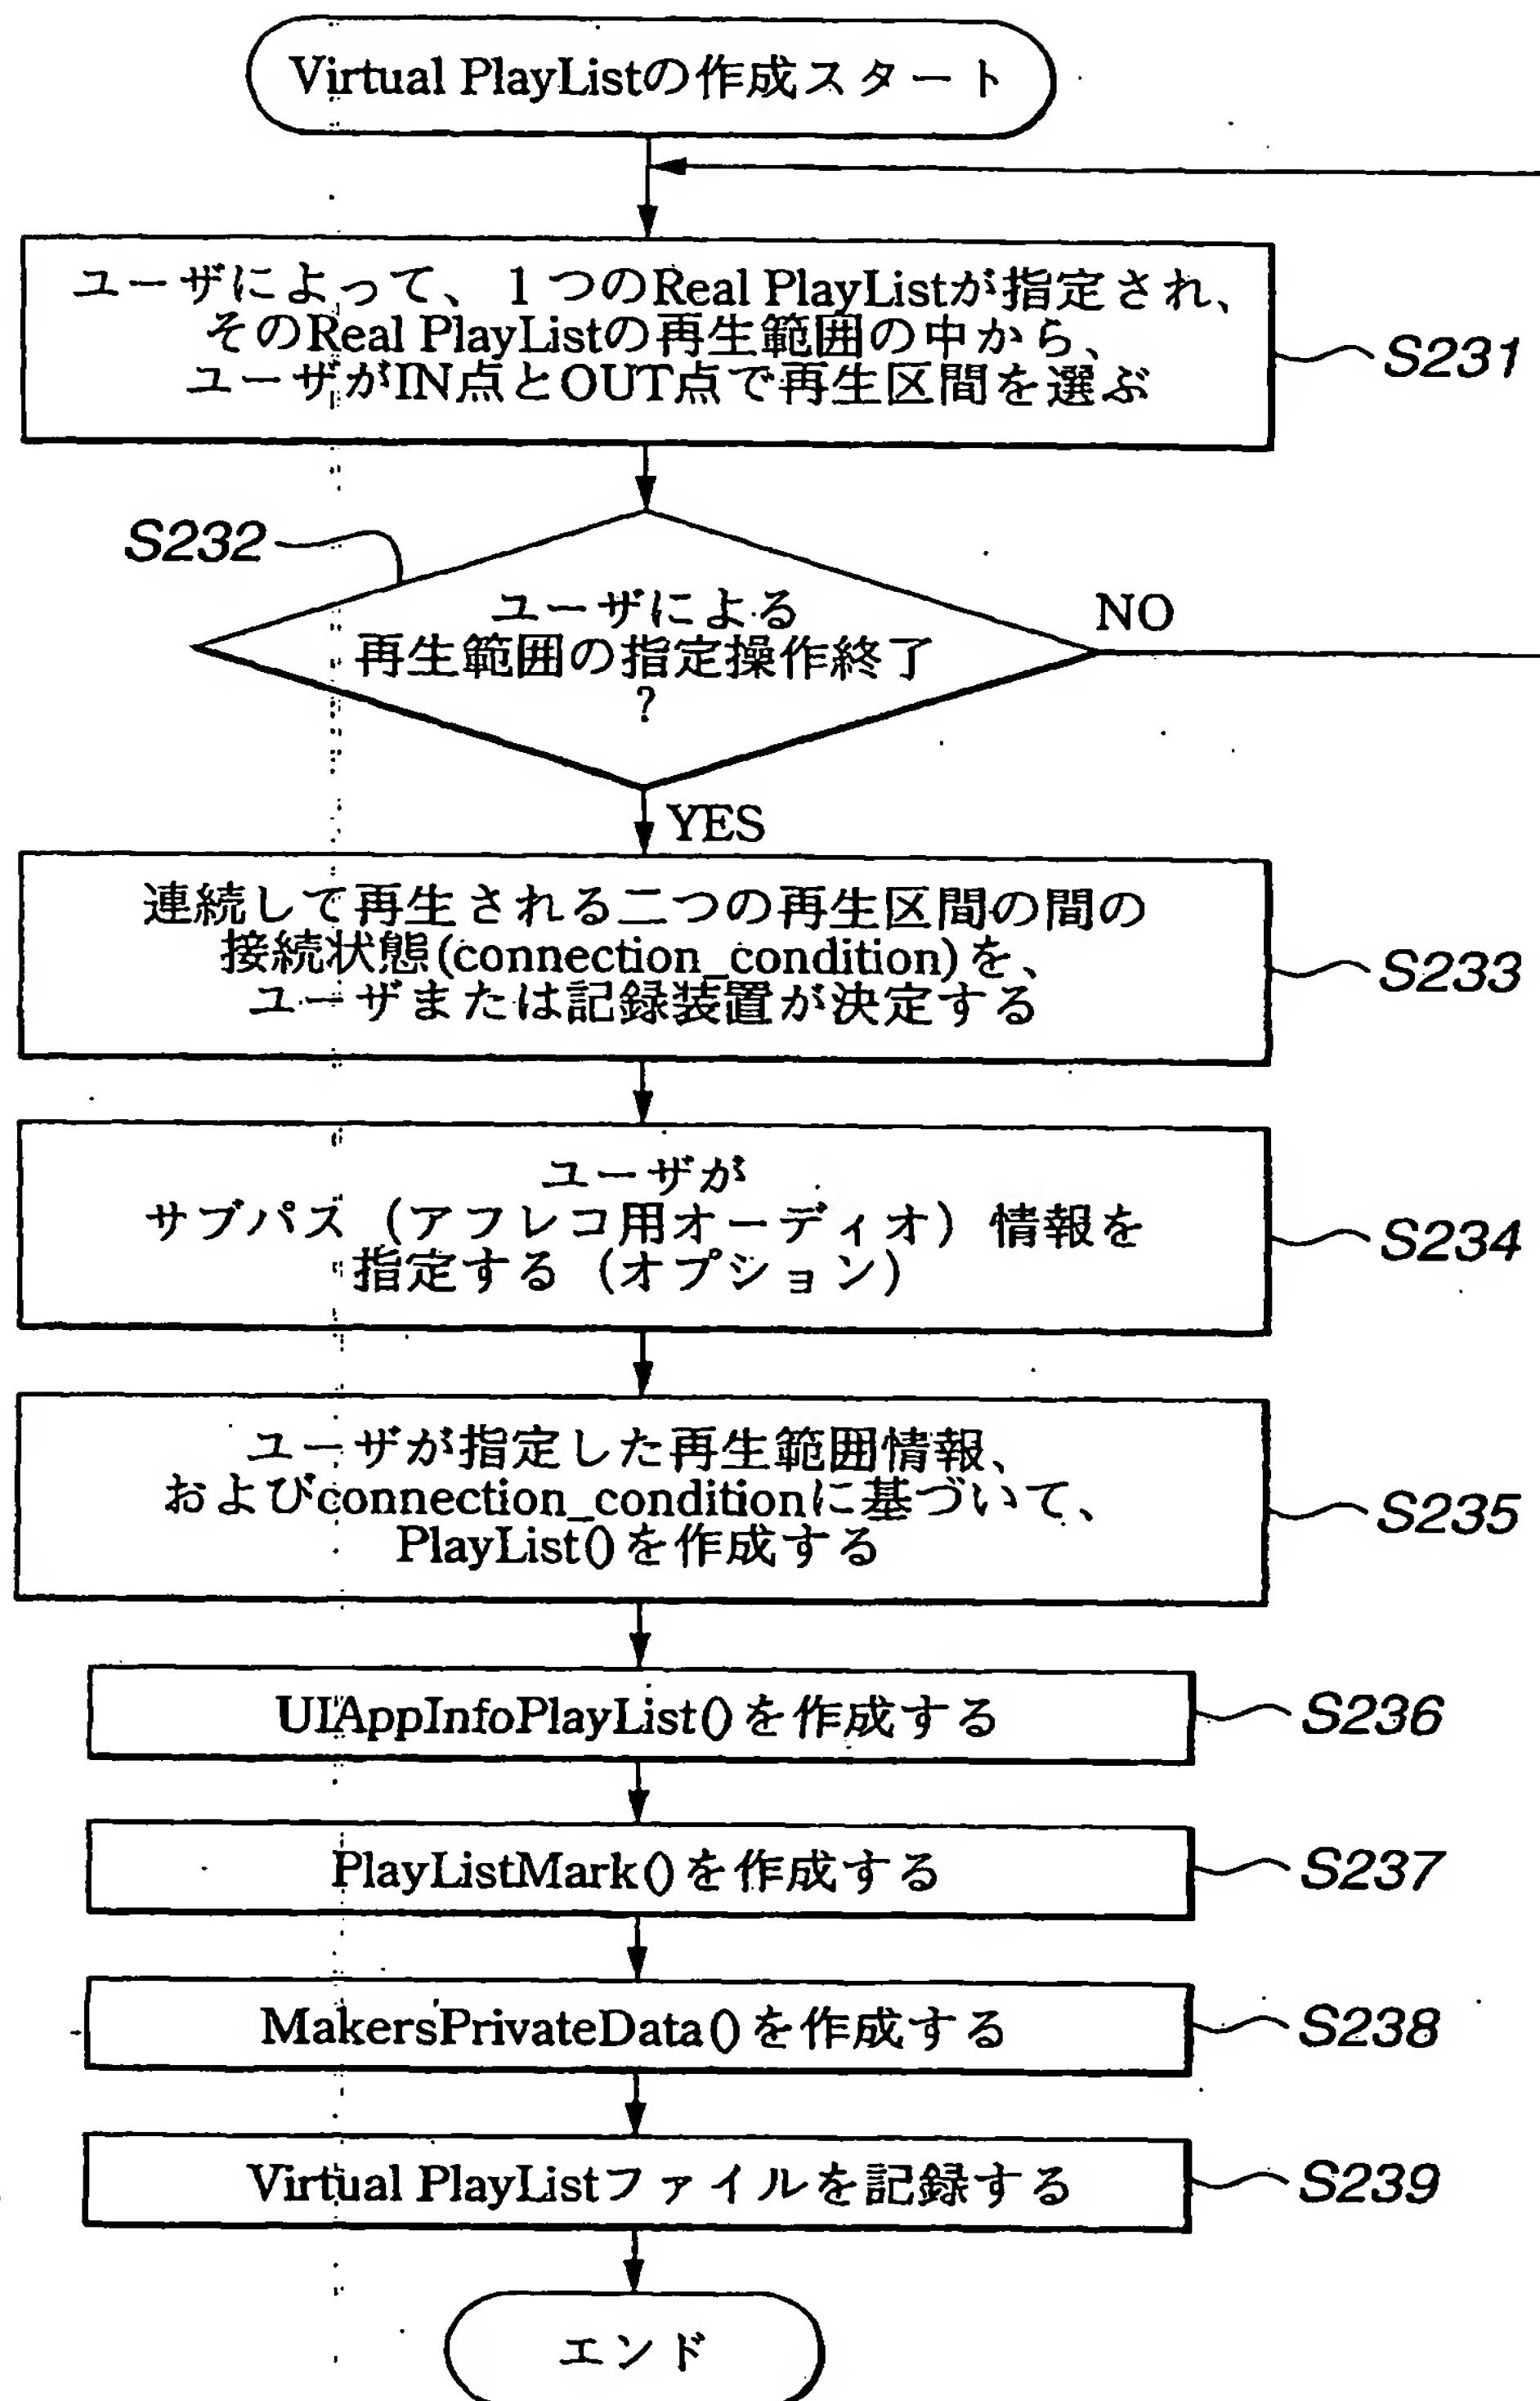 Virtual PlayListの作成スタート
ユーザによって、1つのReal PlayListが指定され、
そのReal PlayListの再生範囲の中から、
ユーザがIN点とOUT点で再生区間を選ぶ
S231
S232
ユーザによる
再生範囲の指定操作終了
?
NO
YES
連続して再生される二つの再生区間の間の
接続状態(connection_condition)を、
ユーザまたは記録装置が決定する
S233
ユーザが
サブパス（アフレコ用オーディオ）情報を
指定する（オプション）
S234
ユーザが指定した再生範囲情報、
およびconnection_conditionに基づいて、
PlayList()を作成する
S235
UIAppInfoPlayList()を作成する
S236
PlayListMark()を作成する
S237
MakersPrivateData()を作成する
S238
Virtual PlayListファイルを記録する
S239
エンド